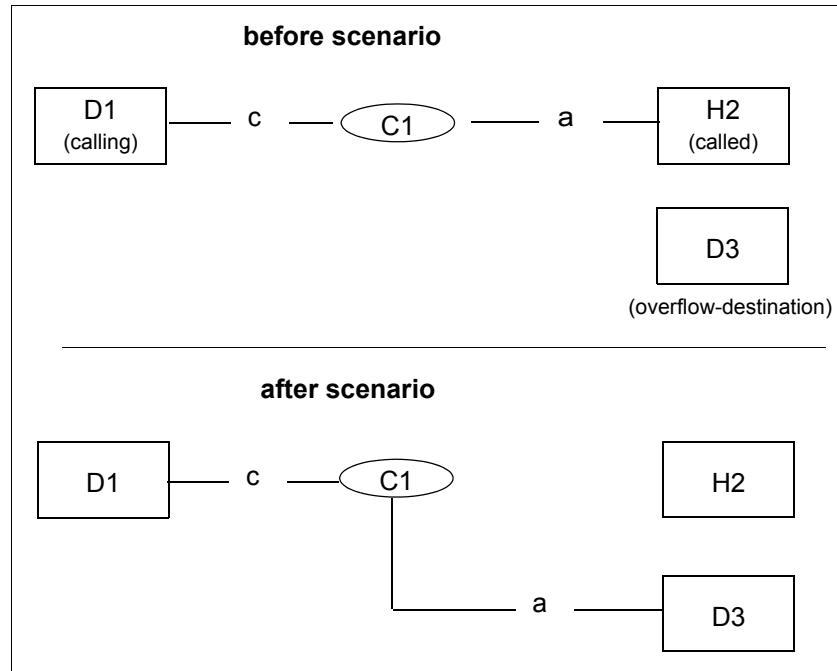 before scenario
D1
(calling)
c
C1
a
H2
(called)
D3
(overflow-destination)
after scenario
D1
c
C1
H2
a
D3